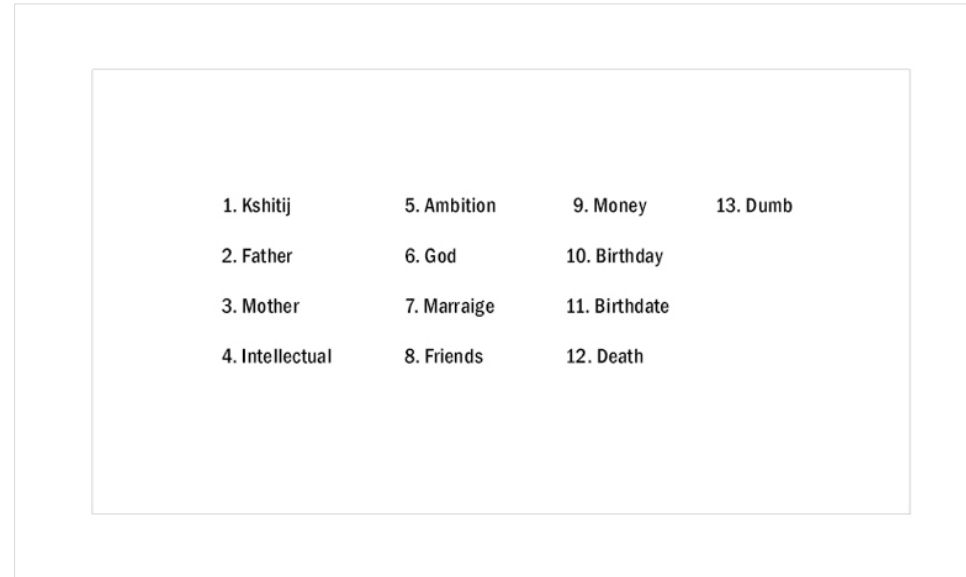 1. Kshitij
2. Father
3. Mother
4. Intellectual
5. Ambition
6. God
7. Marraige
8. Friends
9. Money
10. Birthday
11. Birthdate
12. Death
13. Dumb